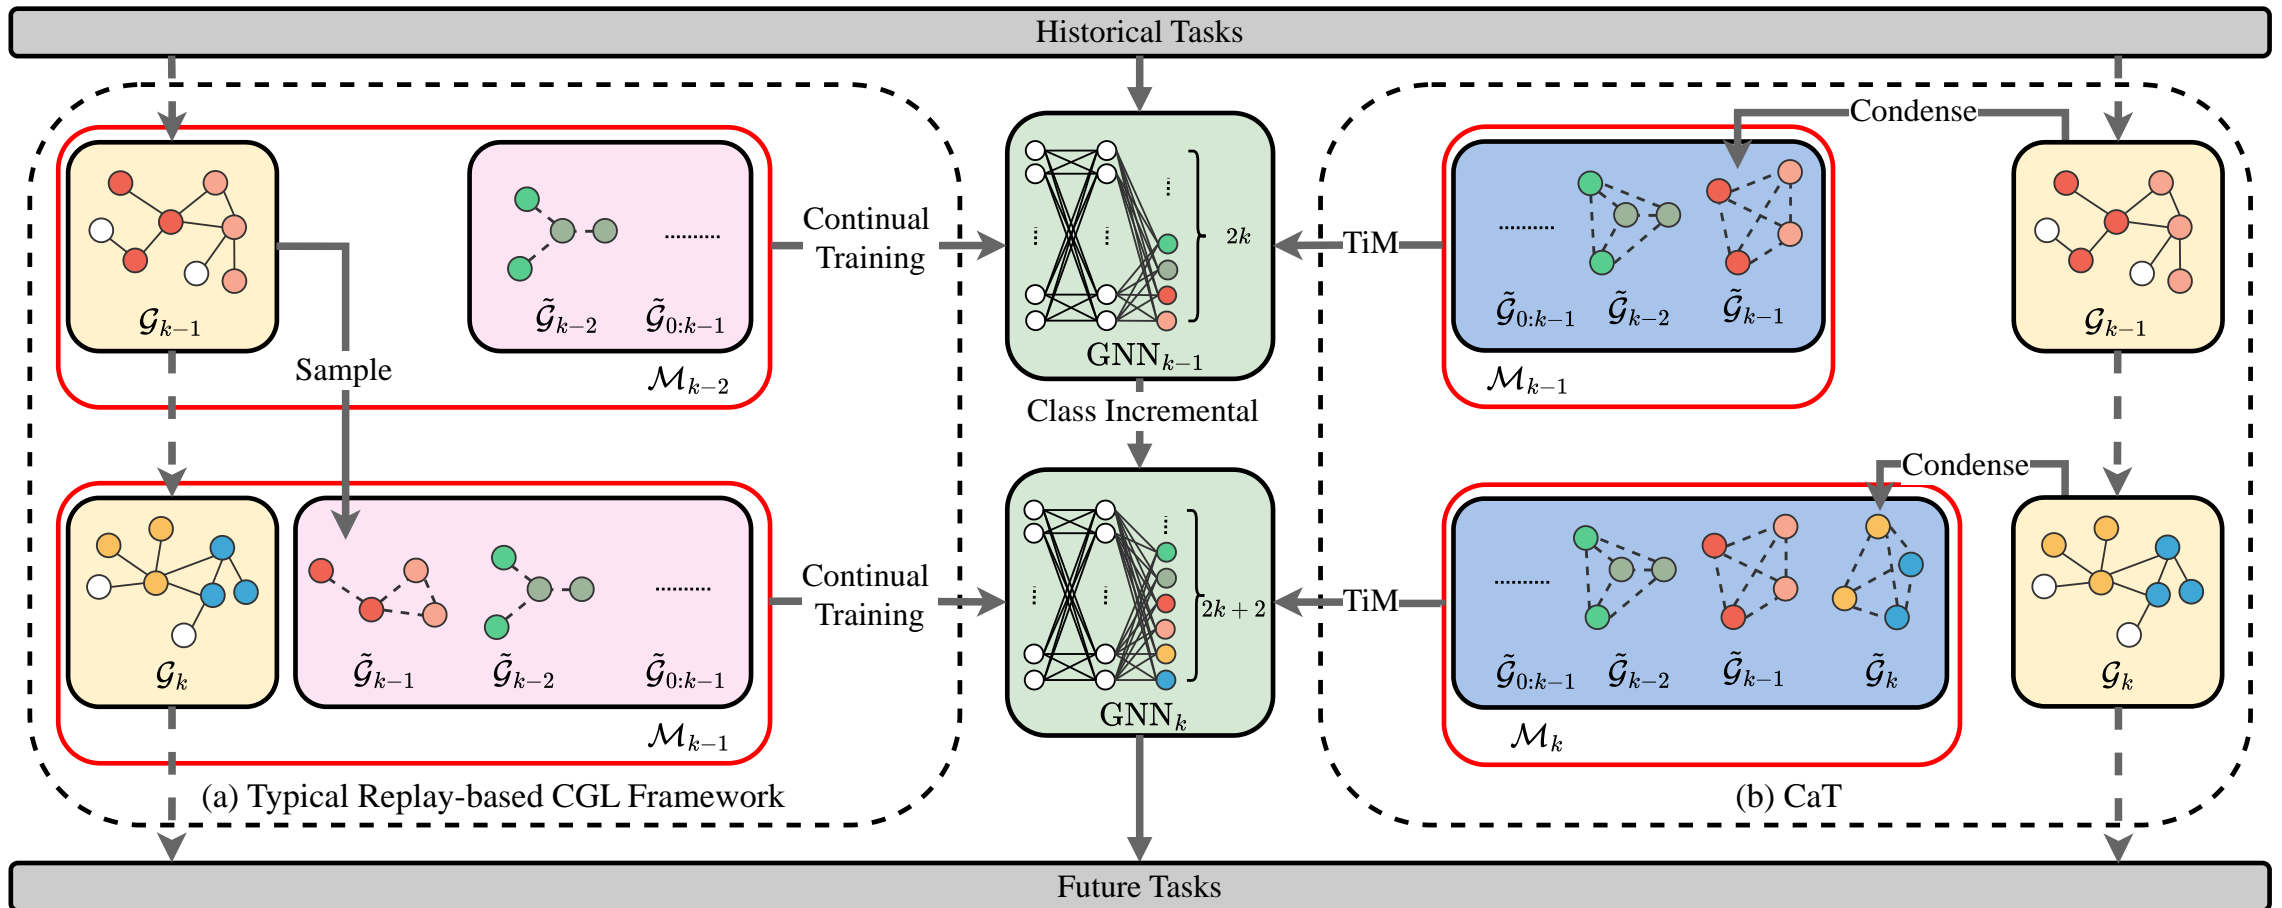 Historical Tasks
Condense
Continual
Training
TiM
2k
𝒢ₖ₋₁
𝒢̃ₖ₋₂
𝒢̃₀:ₖ₋₁
ℳₖ₋₂
Sample
GNNₖ₋₁
𝒢̃₀:ₖ₋₁
𝒢̃ₖ₋₂
𝒢̃ₖ₋₁
ℳₖ₋₁
𝒢ₖ₋₁
Class Incremental
Condense
Continual
Training
TiM
2k + 2
𝒢ₖ
𝒢̃ₖ₋₁
𝒢̃ₖ₋₂
𝒢̃₀:ₖ₋₁
ℳₖ₋₁
GNNₖ
𝒢̃₀:ₖ₋₁
𝒢̃ₖ₋₂
𝒢̃ₖ₋₁
𝒢̃ₖ
ℳₖ
𝒢ₖ
(a) Typical Replay-based CGL Framework
(b) CaT
Future Tasks